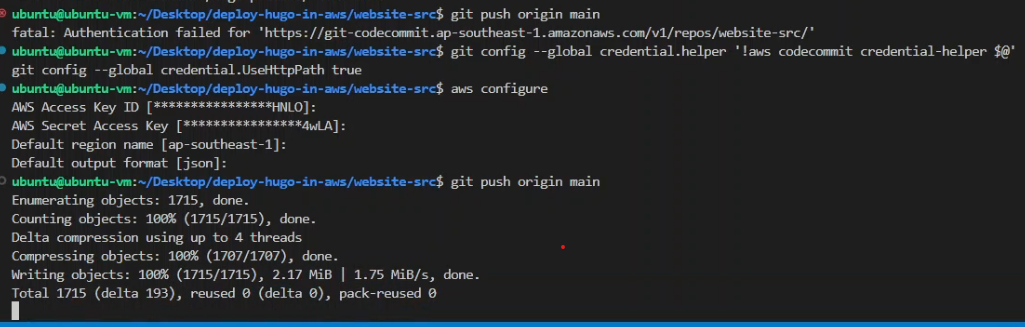 ubuntu@ubuntu-vm:~/Desktop/deploy-hugo-in-aws/website-src$ git push origin main
fatal: Authentication failed for 'https://git-codecommit.ap-southeast-1.amazonaws.com/v1/repos/website-src/'
ubuntu@ubuntu-vm:~/Desktop/deploy-hugo-in-aws/website-src$ git config --global credential.helper '!aws codecommit credential-helper $@'
git config --global credential.UseHttpPath true
ubuntu@ubuntu-vm:~/Desktop/deploy-hugo-in-aws/website-src$ aws configure
AWS Access Key ID [****************HNLO]:
AWS Secret Access Key [****************4wLA]:
Default region name [ap-southeast-1]:
Default output format [json]:
ubuntu@ubuntu-vm:~/Desktop/deploy-hugo-in-aws/website-src$ git push origin main
Enumerating objects: 1715, done.
Counting objects: 100% (1715/1715), done.
Delta compression using up to 4 threads
Compressing objects: 100% (1707/1707), done.
Writing objects: 100% (1715/1715), 2.17 MiB | 1.75 MiB/s, done.
Total 1715 (delta 193), reused 0 (delta 0), pack-reused 0